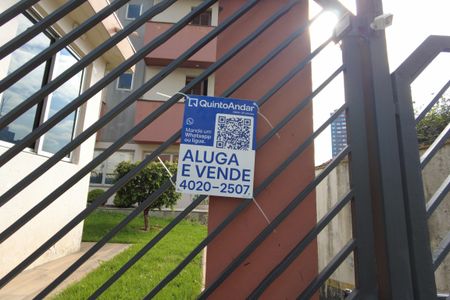 QuintoAndar
Mande um
Whatsapp
ou ligue.
ALUGA
E VENDE
4020-2507